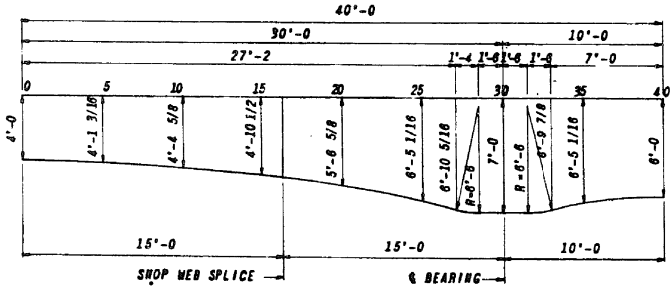 40'-0
30'-0 10'-0
27'-2 1'-4 1'-6 1'-6 1'-6 7'-0
0 5 10 15 20 25 30 35 40
4'-0
4'-1 3/16
4'-4 5/8
4'-10 1/2
5'-6 5/8
6'-5 1/16
6'-10 5/16
R=6'-6
7'-0
R=6'-6
6'-9 7/8
6'-5 1/16
6'-0
15'-0 15'-0 10'-0
SHOP WEB SPLICE ℄ BEARING